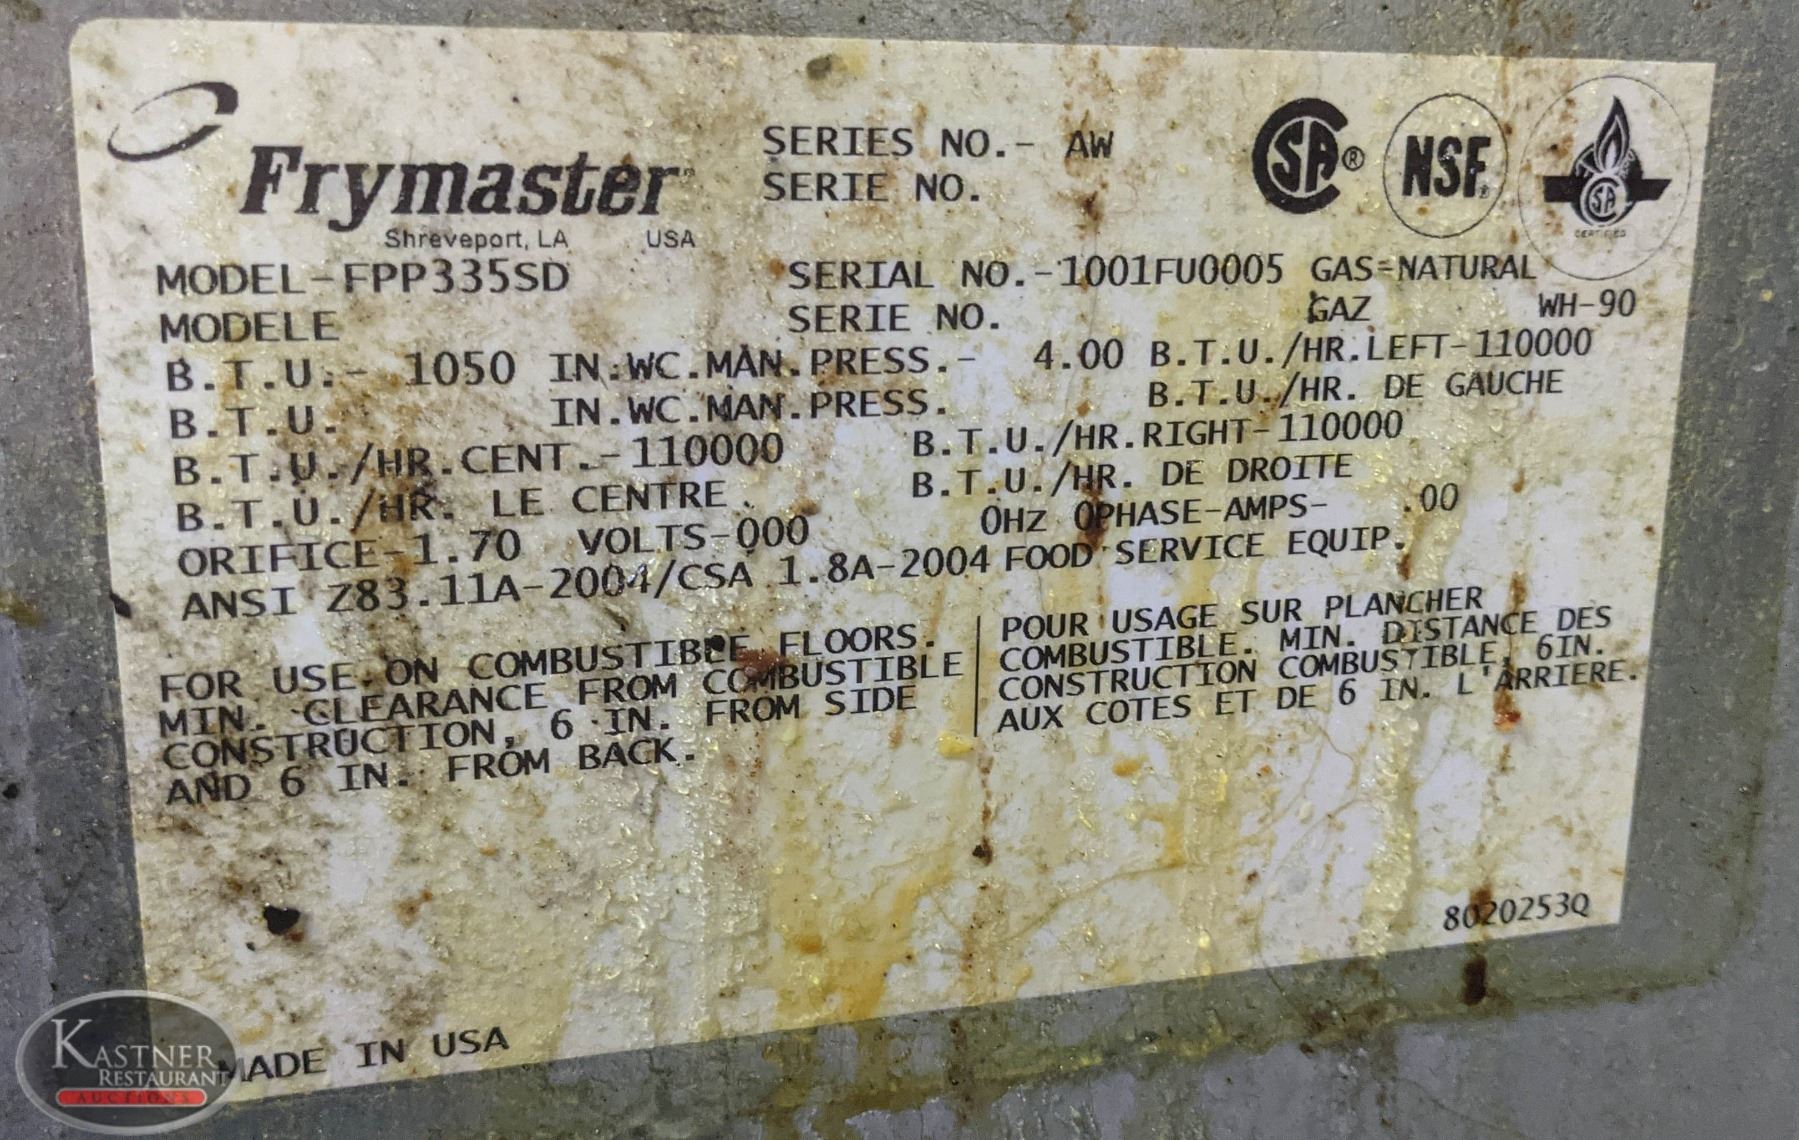 Frymaster
Shreveport, LA USA
SERIES NO.- AW
SERIE NO.
CSA® NSF® CSA CERTIFIED
MODEL-FPP335SD SERIAL NO.-1001FU0005 GAS=NATURAL
MODELE SERIE NO. GAZ WH-90
B.T.U.- 1050 IN.WC.MAN.PRESS.- 4.00 B.T.U./HR.LEFT-110000
B.T.U. IN.WC.MAN.PRESS. B.T.U./HR. DE GAUCHE
B.T.U./HR.CENT.-110000 B.T.U./HR.RIGHT-110000
B.T.U./HR. LE CENTRE B.T.U./HR. DE DROITE
ORIFICE-1.70 VOLTS-000 0HZ 0PHASE-AMPS- .00
ANSI Z83.11A-2004/CSA 1.8A-2004 FOOD SERVICE EQUIP.
FOR USE ON COMBUSTIBLE FLOORS.
MIN. CLEARANCE FROM COMBUSTIBLE
CONSTRUCTION, 6 IN. FROM SIDE
AND 6 IN. FROM BACK.
POUR USAGE SUR PLANCHER
COMBUSTIBLE. MIN. DISTANCE DES
CONSTRUCTION COMBUSTIBLE, 6IN.
AUX COTES ET DE 6 IN. L'ARRIERE.
8020253Q
MADE IN USA
KASTNER
RESTAURANT
AUCTIONS